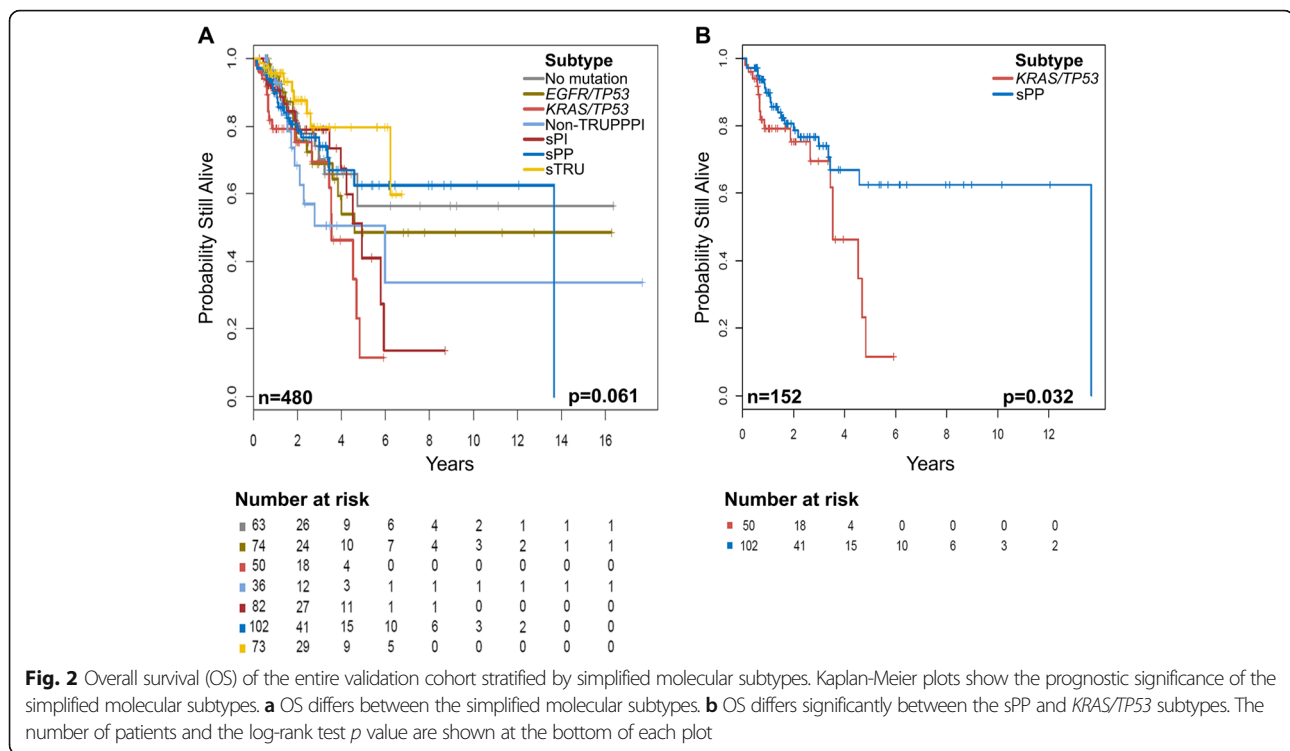 A
Subtype
No mutation
EGFR/TP53
KRAS/TP53
Non-TRUPPPI
sPI
sPP
sTRU
Probability Still Alive
1.0
0.8
0.6
0.4
0.2
0.0
n=480
p=0.061
0 2 4 6 8 10 12 14 16
Years
Number at risk
63 26 9 6 4 2 1 1 1
74 24 10 7 4 3 2 1 1
50 18 4 0 0 0 0 0 0
36 12 3 1 1 1 1 1 1
82 27 11 1 1 0 0 0 0
102 41 15 10 6 3 2 0 0
73 29 9 5 0 0 0 0 0
B
Subtype
KRAS/TP53
sPP
Probability Still Alive
1.0
0.8
0.6
0.4
0.2
0.0
n=152
p=0.032
0 2 4 6 8 10 12
Years
Number at risk
50 18 4 0 0 0 0
102 41 15 10 6 3 2
Fig. 2 Overall survival (OS) of the entire validation cohort stratified by simplified molecular subtypes. Kaplan-Meier plots show the prognostic significance of the
simplified molecular subtypes. a OS differs between the simplified molecular subtypes. b OS differs significantly between the sPP and KRAS/TP53 subtypes. The
number of patients and the log-rank test p value are shown at the bottom of each plot